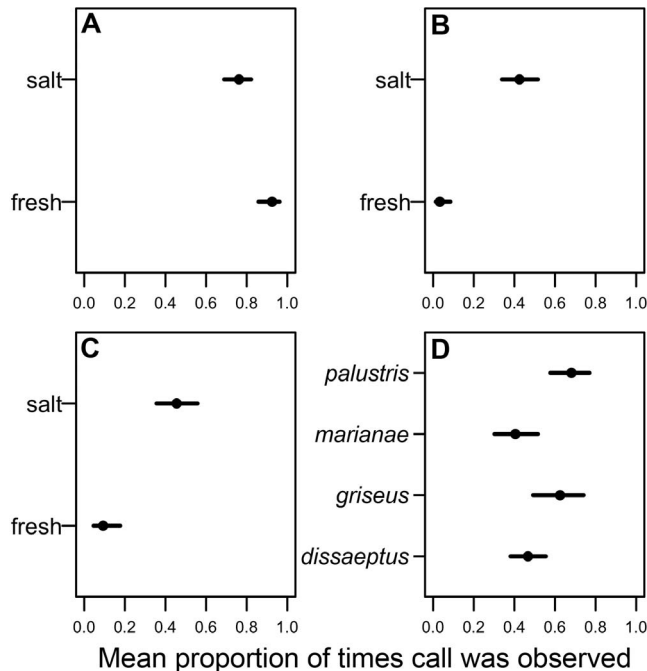 A
salt
fresh
0.0 0.2 0.4 0.6 0.8 1.0
B
salt
fresh
0.0 0.2 0.4 0.6 0.8 1.0
C
salt
fresh
0.0 0.2 0.4 0.6 0.8 1.0
D
palustris
marianae
griseus
dissaeptus
0.0 0.2 0.4 0.6 0.8 1.0
Mean proportion of times call was observed